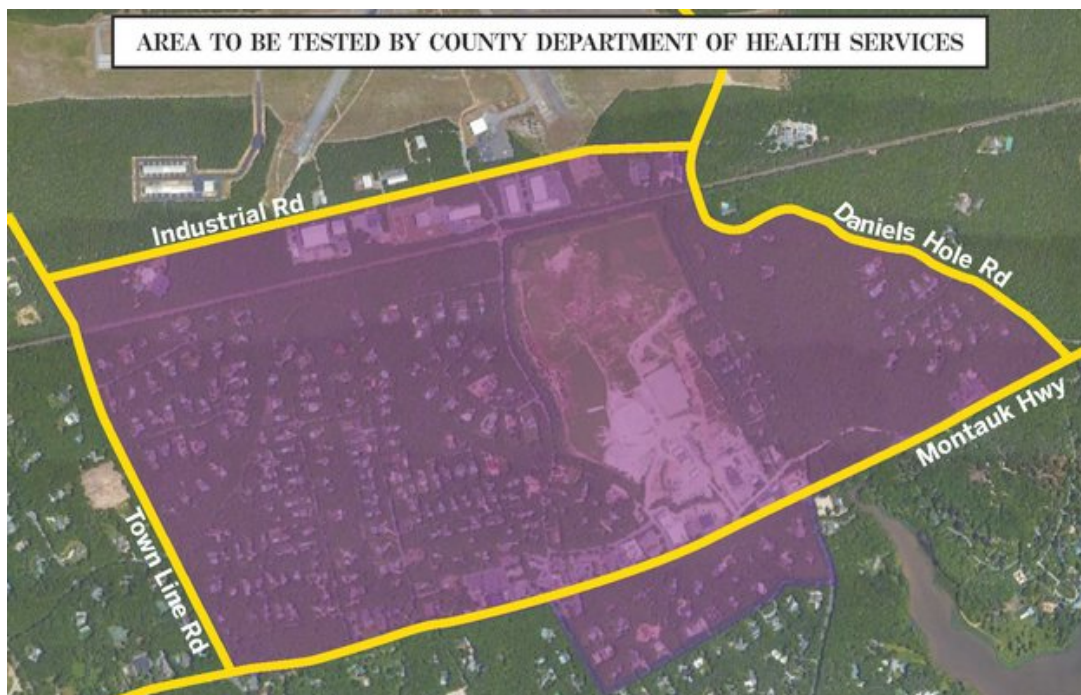 AREA TO BE TESTED BY COUNTY DEPARTMENT OF HEALTH SERVICES
Industrial Rd
Daniels Hole Rd
Montauk Hwy
Town Line Rd